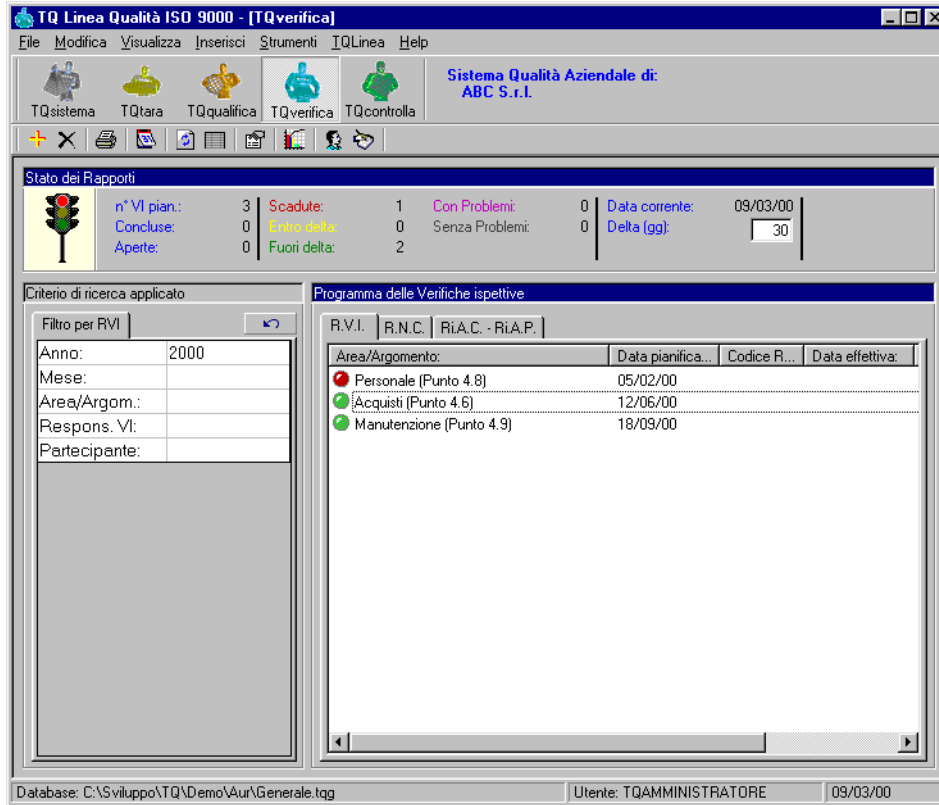 TQ Linea Qualità ISO 9000 - [TQverifica]
File Modifica Visualizza Inserisci Strumenti TQLinea Help
TQsistema TQtara TQqualifica TQverifica TQcontrolla
Sistema Qualità Aziendale di:
ABC S.r.l.
Stato dei Rapporti
n° VI pian.: 3 Scadute: 1 Con Problemi: 0 Data corrente: 09/03/00
Concluse: 0 Entro delta: 0 Senza Problemi: 0 Delta (gg): 30
Aperte: 0 Fuori delta: 2
Criterio di ricerca applicato
Filtro per RVI
Anno: 2000
Mese:
Area/Argom.:
Respons. VI:
Partecipante:
Programma delle Verifiche ispettive
R.V.I. R.N.C. Ri.A.C. - Ri.A.P.
Area/Argomento: Data pianifica... Codice R... Data effettiva:
Personale (Punto 4.8) 05/02/00
Acquisti (Punto 4.6) 12/06/00
Manutenzione (Punto 4.9) 18/09/00
Database: C:\Sviluppo\TQ\Demo\Aur\Generale.tqg Utente: TQAMMINISTRATORE 09/03/00